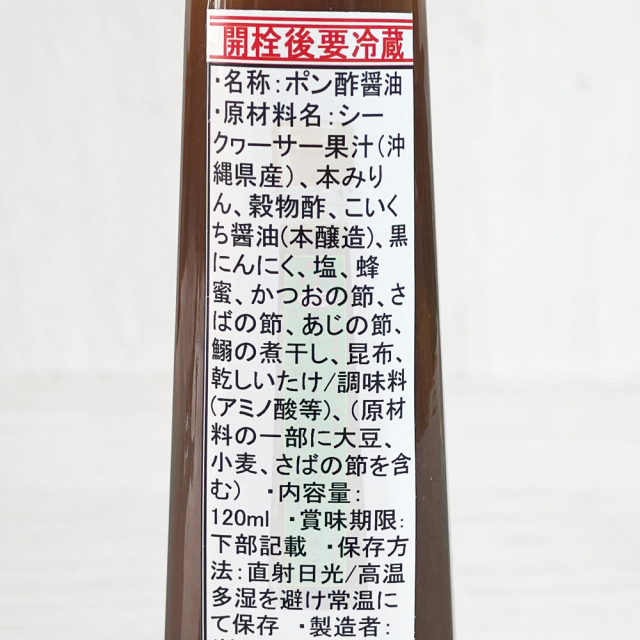 開栓後要冷蔵
・名称:ポン酢醤油
・原材料名:シー
クヮーサー果汁(沖
縄県産)、本みり
ん、穀物酢、こいく
ち醤油(本醸造)、黒
にんにく、塩、蜂
蜜、かつおの節、さ
ばの節、あじの節、
鰯の煮干し、昆布、
乾しいたけ/調味料
(アミノ酸等)、(原材
料の一部に大豆、
小麦、さばの節を含
む) ・内容量:
120ml ・賞味期限:
下部記載 ・保存方
法:直射日光/高温
多湿を避け常温に
て保存 ・製造者: